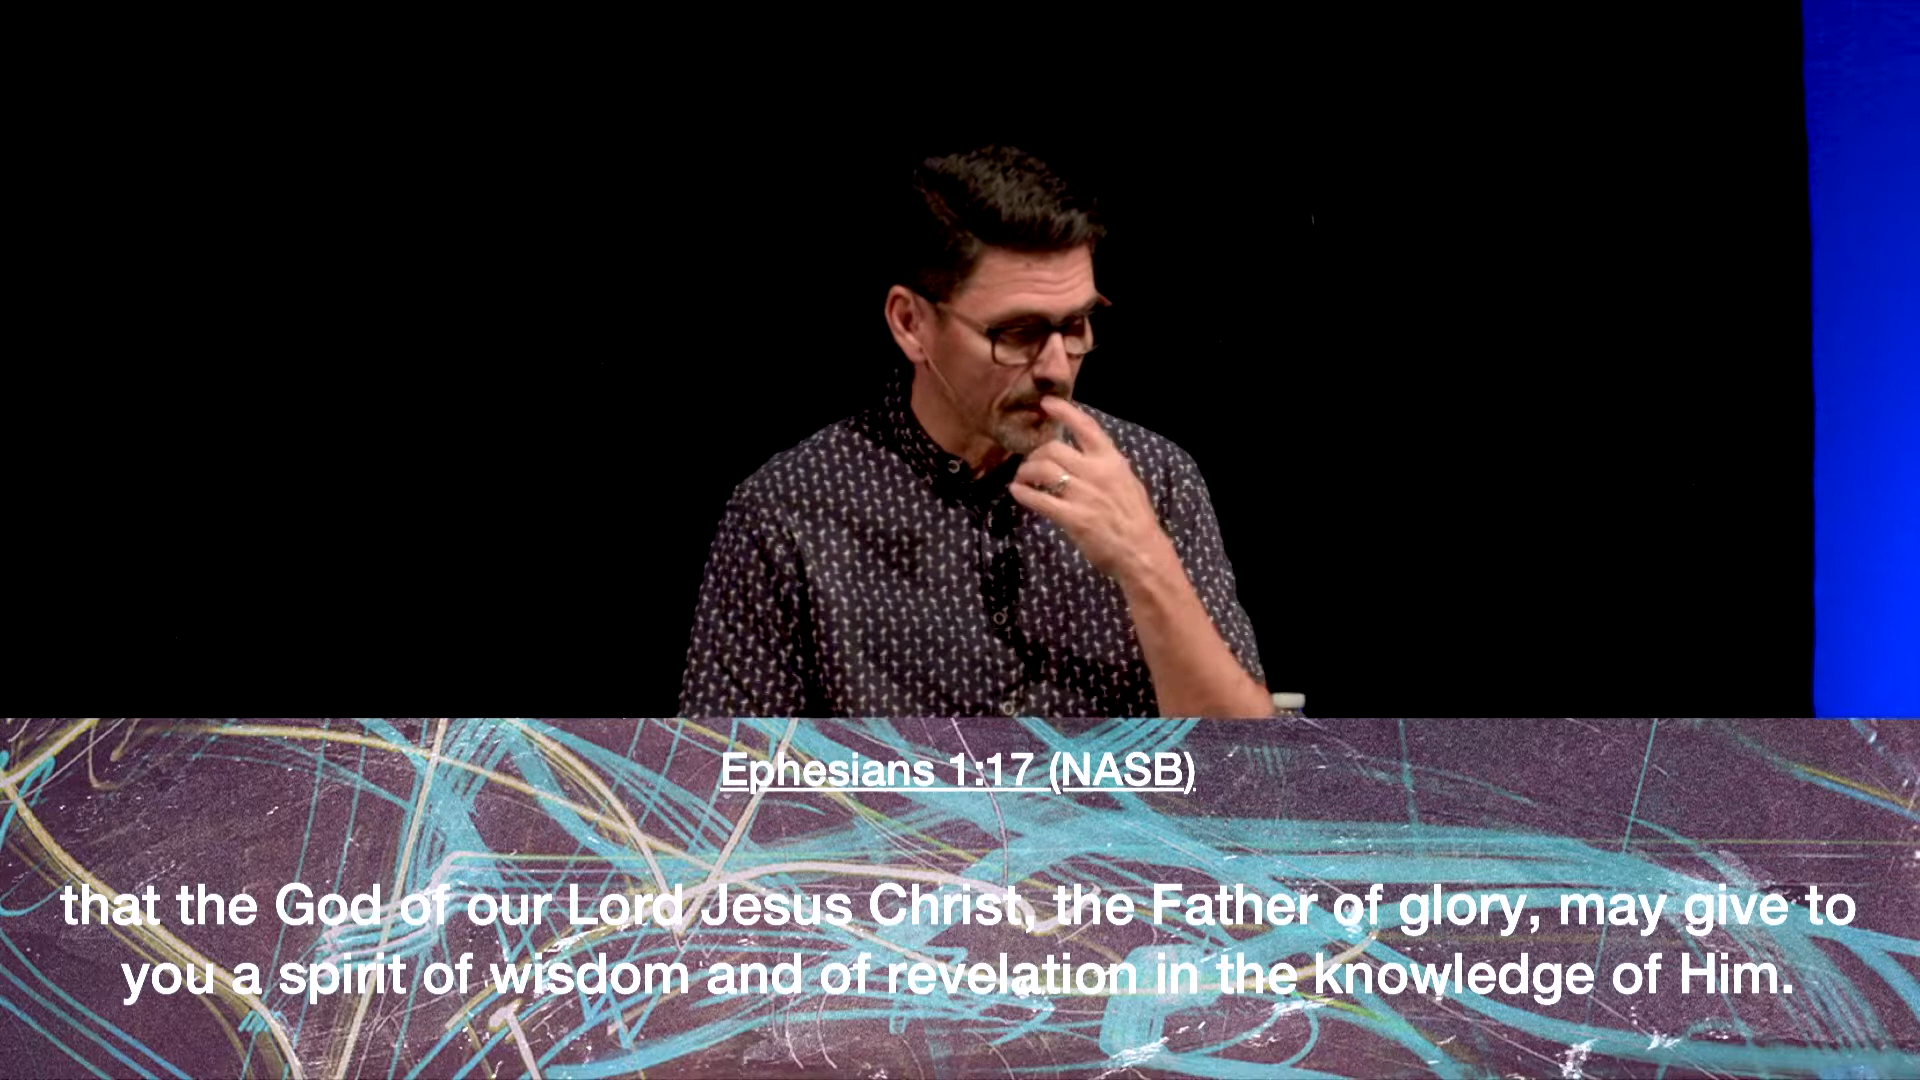 Ephesians 1:17 (NASB)
that the God of our Lord Jesus Christ, the Father of glory, may give to
you a spirit of wisdom and of revelation in the knowledge of Him.